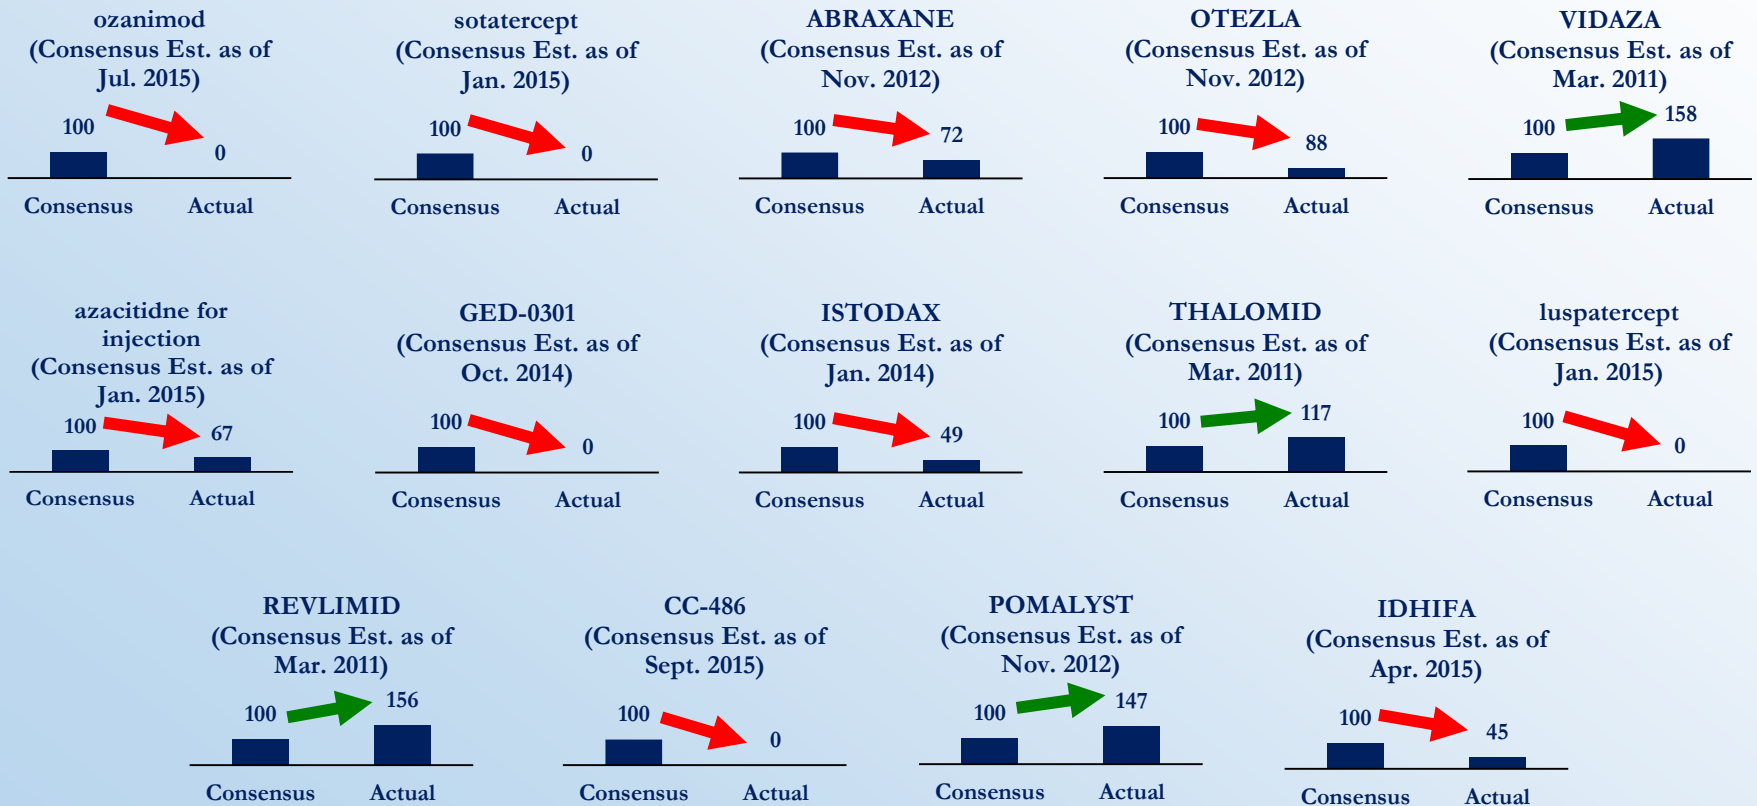 ozanimod
(Consensus Est. as of
Jul. 2015)
100
0
Consensus Actual
sotatercept
(Consensus Est. as of
Jan. 2015)
100
0
Consensus Actual
ABRAXANE
(Consensus Est. as of
Nov. 2012)
100
72
Consensus Actual
OTEZLA
(Consensus Est. as of
Nov. 2012)
100
88
Consensus Actual
VIDAZA
(Consensus Est. as of
Mar. 2011)
100
158
Consensus Actual
azacitidne for
injection
(Consensus Est. as of
Jan. 2015)
100
67
Consensus Actual
GED-0301
(Consensus Est. as of
Oct. 2014)
100
0
Consensus Actual
ISTODAX
(Consensus Est. as of
Jan. 2014)
100
49
Consensus Actual
THALOMID
(Consensus Est. as of
Mar. 2011)
100
117
Consensus Actual
luspatercept
(Consensus Est. as of
Jan. 2015)
100
0
Consensus Actual
REVLIMID
(Consensus Est. as of
Mar. 2011)
100
156
Consensus Actual
CC-486
(Consensus Est. as of
Sept. 2015)
100
0
Consensus Actual
POMALYST
(Consensus Est. as of
Nov. 2012)
100
147
Consensus Actual
IDHIFA
(Consensus Est. as of
Apr. 2015)
100
45
Consensus Actual